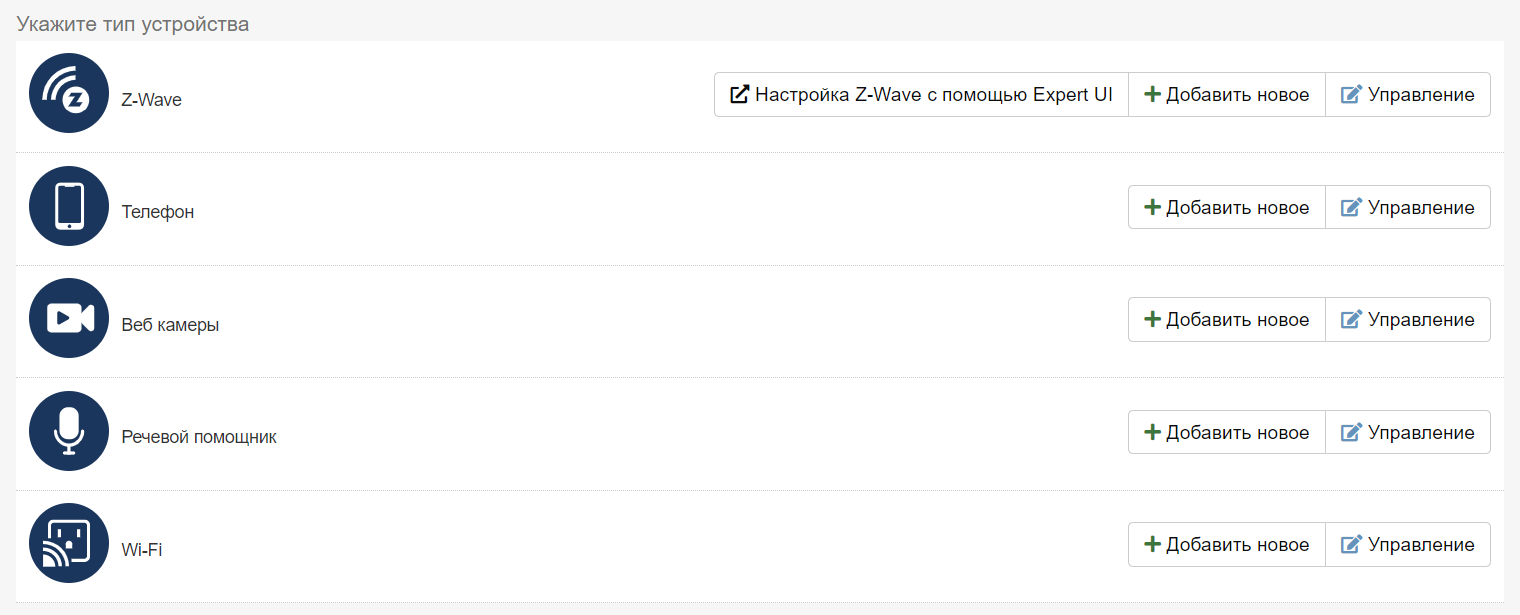 Укажите тип устройства
Z-Wave Настройка Z-Wave с помощью Expert UI Добавить новое Управление
Телефон Добавить новое Управление
Веб камеры Добавить новое Управление
Речевой помощник Добавить новое Управление
Wi-Fi Добавить новое Управление